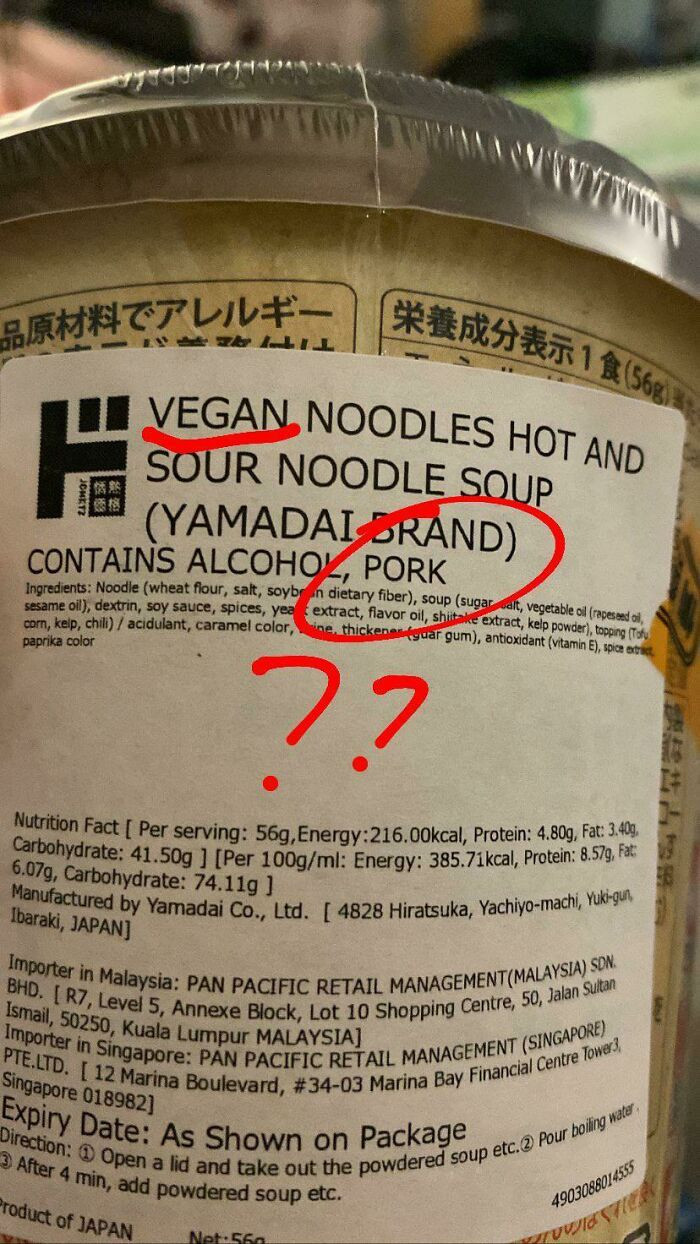 品原材料でアレルギー
栄養成分表示1食(56g)
VEGAN NOODLES HOT AND
SOUR NOODLE SOUP
(YAMADAI BRAND)
CONTAINS ALCOHOL, PORK
Ingredients: Noodle (wheat flour, salt, soybean dietary fiber), soup (sugar, salt, vegetable oil (rapeseed oil,
sesame oil), dextrin, soy sauce, spices, yeast extract, flavor oil, shiitake extract, kelp powder), topping (Tofu
corn, kelp, chili) / acidulant, caramel color, thickener (guar gum), antioxidant (vitamin E), spice extract,
paprika color
??
Nutrition Fact [ Per serving: 56g,Energy:216.00kcal, Protein: 4.80g, Fat: 3.40g,
Carbohydrate: 41.50g ] [Per 100g/ml: Energy: 385.71kcal, Protein: 8.57g, Fat:
6.07g, Carbohydrate: 74.11g ]
Manufactured by Yamadai Co., Ltd. [ 4828 Hiratsuka, Yachiyo-machi, Yuki-gun,
Ibaraki, JAPAN]
Importer in Malaysia: PAN PACIFIC RETAIL MANAGEMENT(MALAYSIA) SDN.
BHD. [ R7, Level 5, Annexe Block, Lot 10 Shopping Centre, 50, Jalan Sultan
Ismail, 50250, Kuala Lumpur MALAYSIA]
Importer in Singapore: PAN PACIFIC RETAIL MANAGEMENT (SINGAPORE)
PTE.LTD. [ 12 Marina Boulevard, #34-03 Marina Bay Financial Centre Tower3,
Singapore 018982]
Expiry Date: As Shown on Package
Direction: ① Open a lid and take out the powdered soup etc.② Pour boiling water
③ After 4 min, add powdered soup etc.
4903088014555
Product of JAPAN
Net:56g